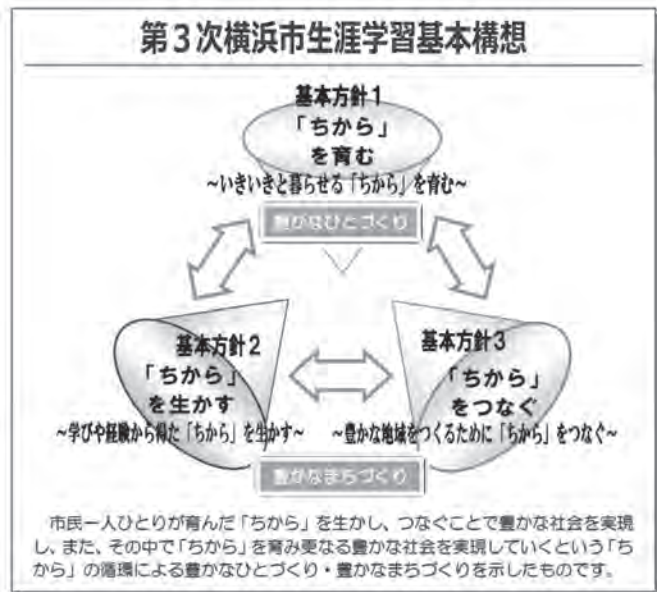 第3次横浜市生涯学習基本構想
基本方針1
「ちから」
を育む
~いきいきと暮らせる「ちから」を育む~
豊かなひとづくり
基本方針2
「ちから」
を生かす
~学びや経験から得た「ちから」を生かす~
基本方針3
「ちから」
をつなぐ
~豊かな地域をつくるために「ちから」をつなぐ~
豊かなまちづくり
市民一人ひとりが育んだ「ちから」を生かし、つなぐことで豊かな社会を実現
し、また、その中で「ちから」を育み更なる豊かな社会を実現していくという「ち
から」の循環による豊かなひとづくり・豊かなまちづくりを示したものです。